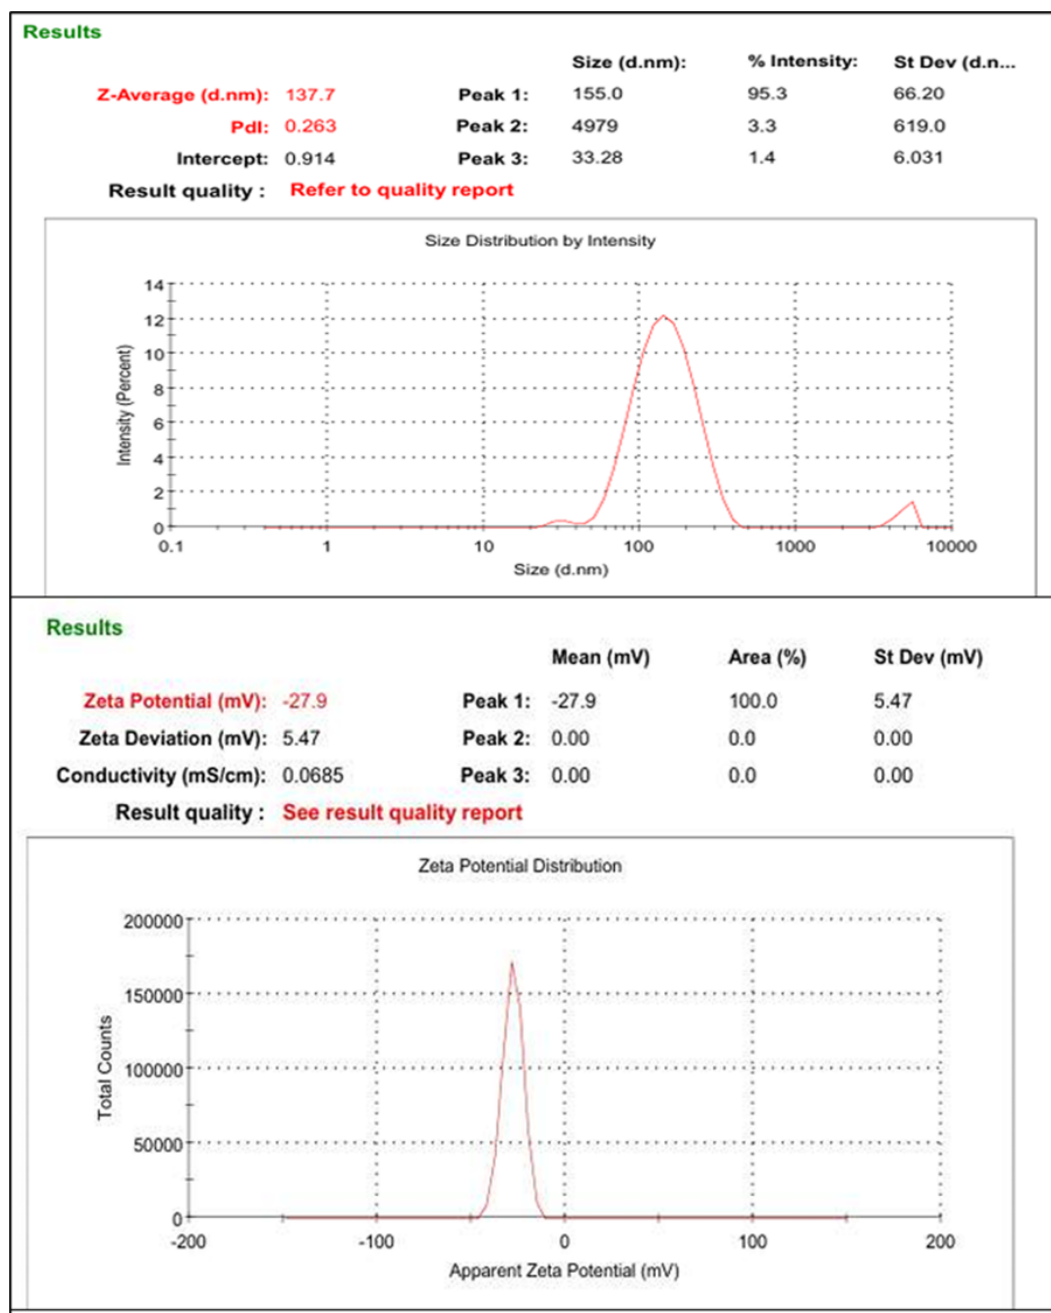 Results
Size (d.nm): % Intensity: St Dev (d.n...
Z-Average (d.nm): 137.7 Peak 1: 155.0 95.3 66.20
PdI: 0.263 Peak 2: 4979 3.3 619.0
Intercept: 0.914 Peak 3: 33.28 1.4 6.031
Result quality : Refer to quality report
Size Distribution by Intensity
Intensity (Percent)
14
12
10
8
6
4
2
0
0.1 1 10 100 1000 10000
Size (d.nm)
Results
Mean (mV) Area (%) St Dev (mV)
Zeta Potential (mV): -27.9 Peak 1: -27.9 100.0 5.47
Zeta Deviation (mV): 5.47 Peak 2: 0.00 0.0 0.00
Conductivity (mS/cm): 0.0685 Peak 3: 0.00 0.0 0.00
Result quality : See result quality report
Zeta Potential Distribution
Total Counts
200000
150000
100000
50000
0
-200 -100 0 100 200
Apparent Zeta Potential (mV)